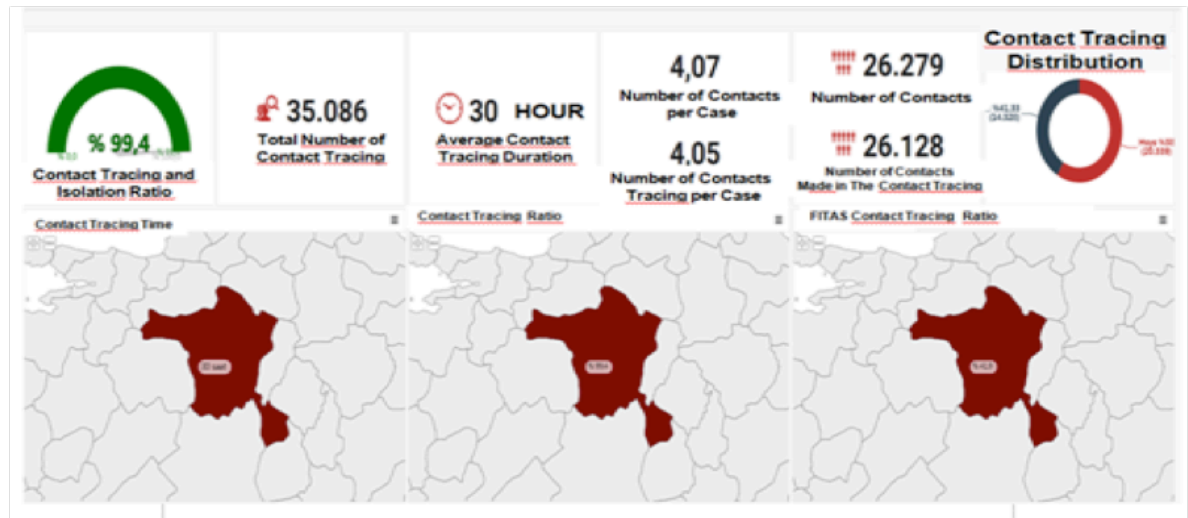 % 99,4
Contact Tracing and
Isolation Ratio
35.086
Total Number of
Contact Tracing
30 HOUR
Average Contact
Tracing Duration
4,07
Number of Contacts
per Case
4,05
Number of Contacts
Tracing per Case
26.279
Number of Contacts
26.128
Number of Contacts
Made in The Contact Tracing
Contact Tracing
Distribution
Contact Tracing Time
Contact Tracing Ratio
FITAS Contact Tracing Ratio